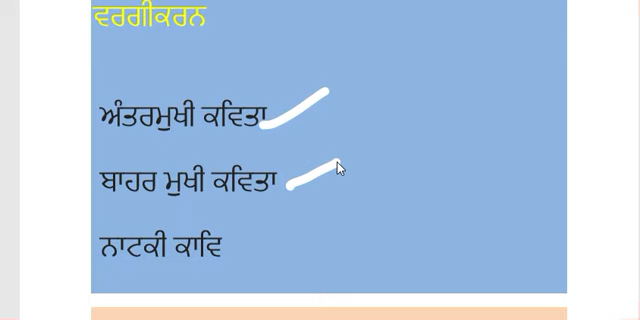 ਵਰਗੀਕਰਨ
ਅੰਤਰਮੁਖੀ ਕਵਿਤਾ
ਬਾਹਰ ਮੁਖੀ ਕਵਿਤਾ
ਨਾਟਕੀ ਕਾਵਿ